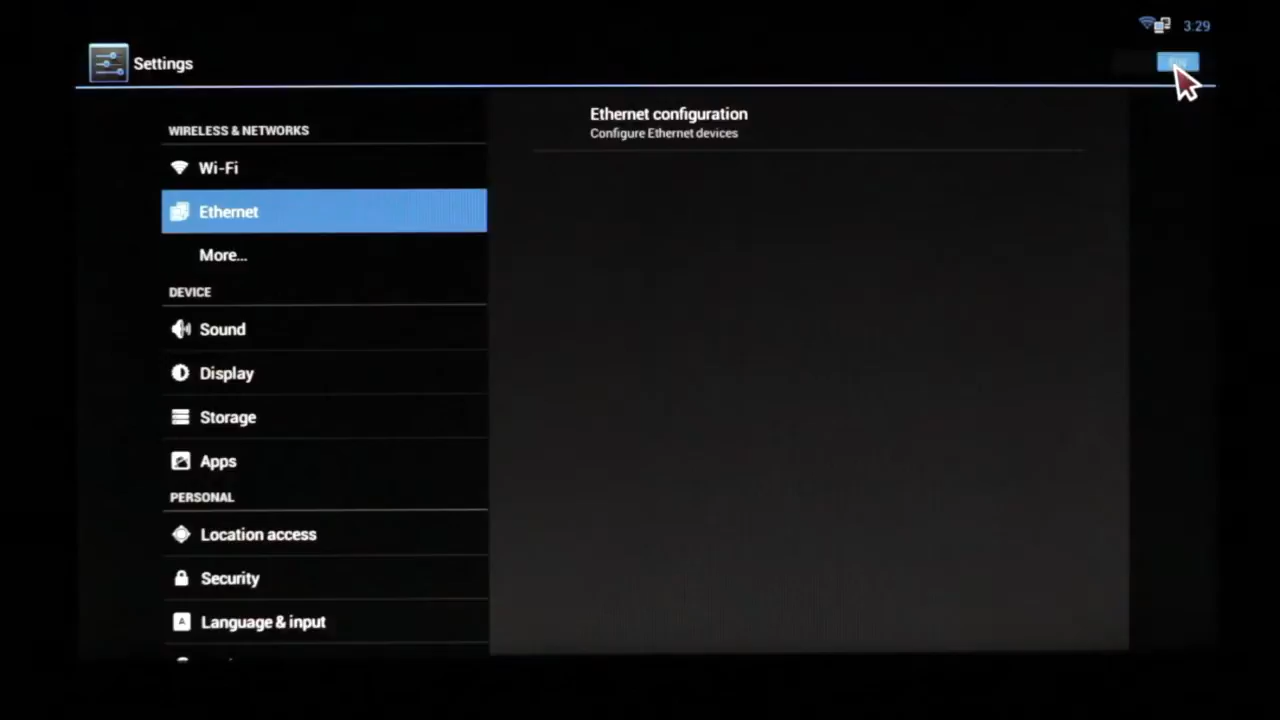 3:29
Settings
WIRELESS & NETWORKS
Wi-Fi
Ethernet
More...
DEVICE
Sound
Display
Storage
Apps
PERSONAL
Location access
Security
Language & input
Ethernet configuration
Configure Ethernet devices